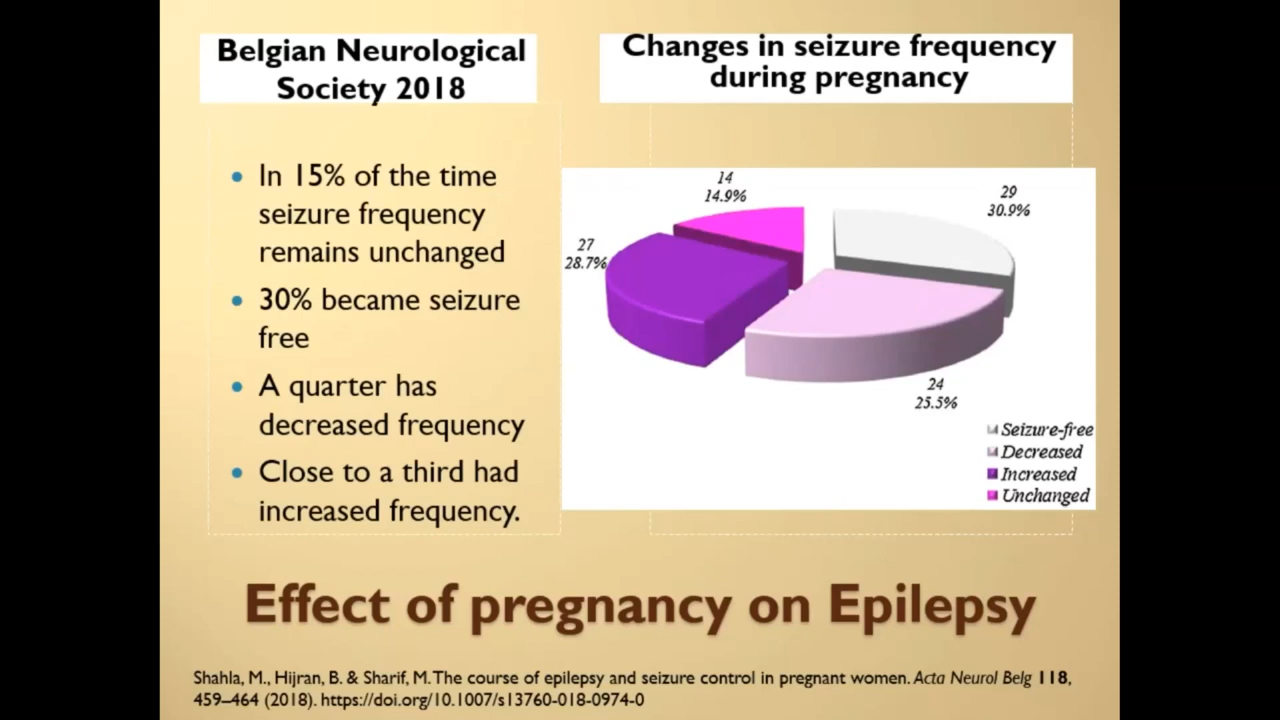 Belgian Neurological
Society 2018
Changes in seizure frequency
during pregnancy
• In 15% of the time
seizure frequency
remains unchanged
• 30% became seizure
free
• A quarter has
decreased frequency
• Close to a third had
increased frequency.
14
14.9%
29
30.9%
27
28.7%
24
25.5%
Seizure-free
Decreased
Increased
Unchanged
Effect of pregnancy on Epilepsy
Shahla, M., Hijran, B. & Sharif, M. The course of epilepsy and seizure control in pregnant women. Acta Neurol Belg 118,
459–464 (2018). https://doi.org/10.1007/s13760-018-0974-0